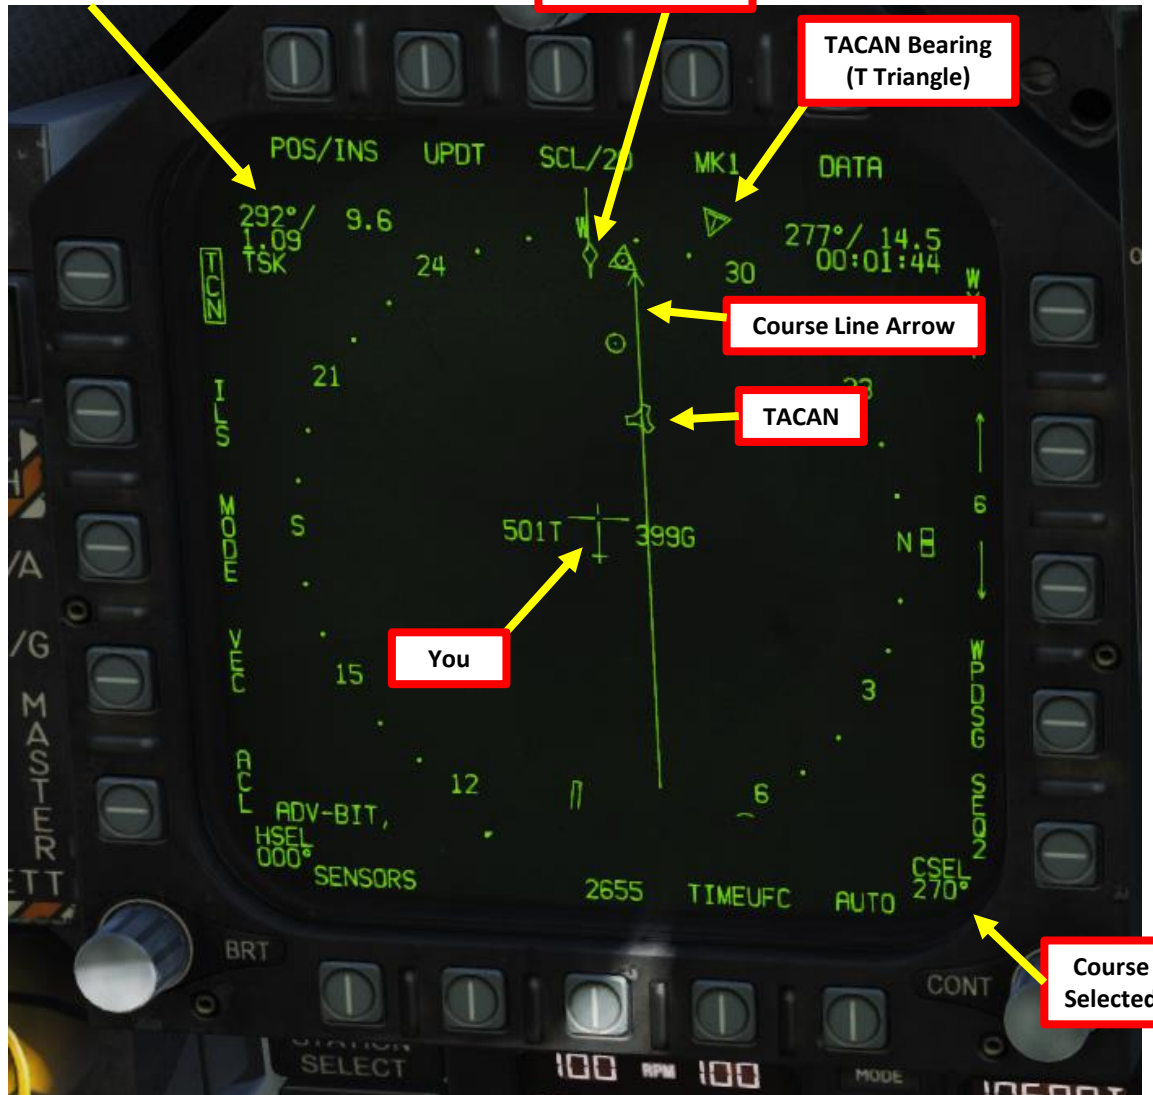 TACAN Bearing
(T Triangle)
POS/INS UPDT SCL/20 MK1 DATA
292°/ 9.6
1.09
TSK
277°/ 14.5
00:01:44
W
24
30
TCN
Course Line Arrow
21
ILS
TACAN
6
MODE
S
501T
399G
N
/A
/G
You
VEC
15
3
WPDSG
MASTER
ACL
12
6
SEQ2
ADV-BIT,
HSEL
000°
CSEL
270°
SENSORS 2655 TIMEUFC AUTO
BRT
CONT
Course
Selected
SELECT
100 RPM 100
MODE